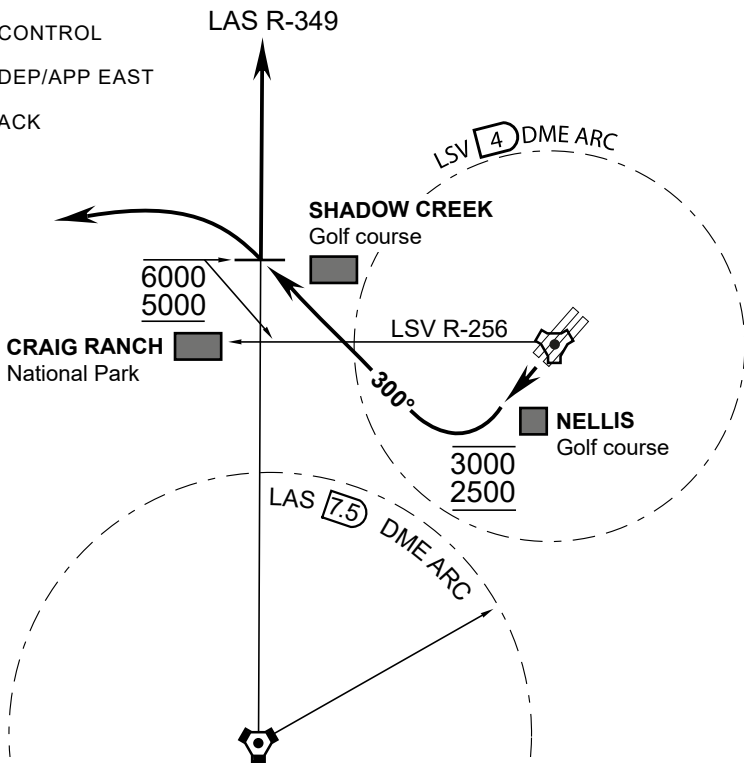 LAS R-349
CONTROL
DEP/APP EAST
ACK
LSV 4 DME ARC
SHADOW CREEK
Golf course
6000
5000
LSV R-256
CRAIG RANCH
National Park
300°
NELLIS
Golf course
3000
2500
LAS 7.5 DME ARC